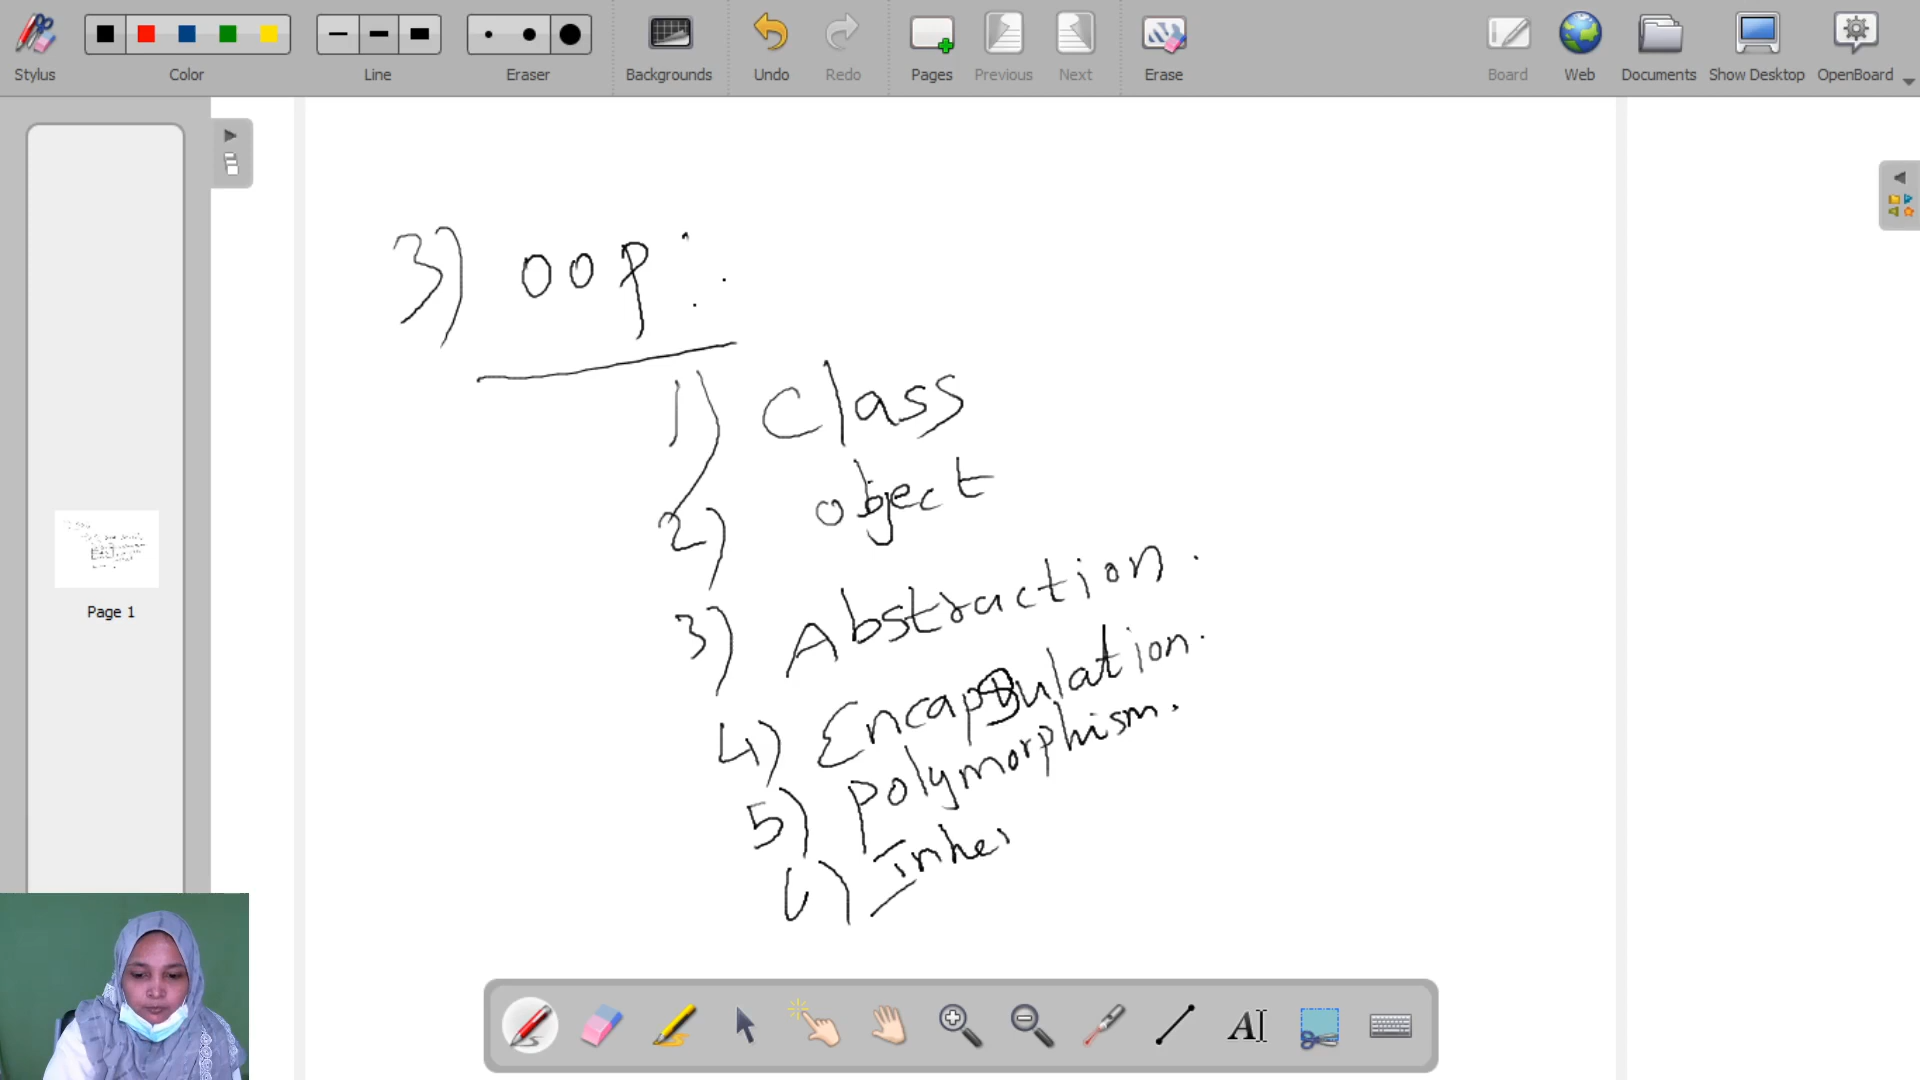 Stylus
Color
Line
Eraser
Backgrounds
Undo
Redo
Pages
Previous
Next
Erase
Board
Web
Documents
Show Desktop
OpenBoard
Page 1
3) OOP:
1) Class
2) object
3) Abstraction.
4) Encapsulation.
5) polymorphism.
6) Inher